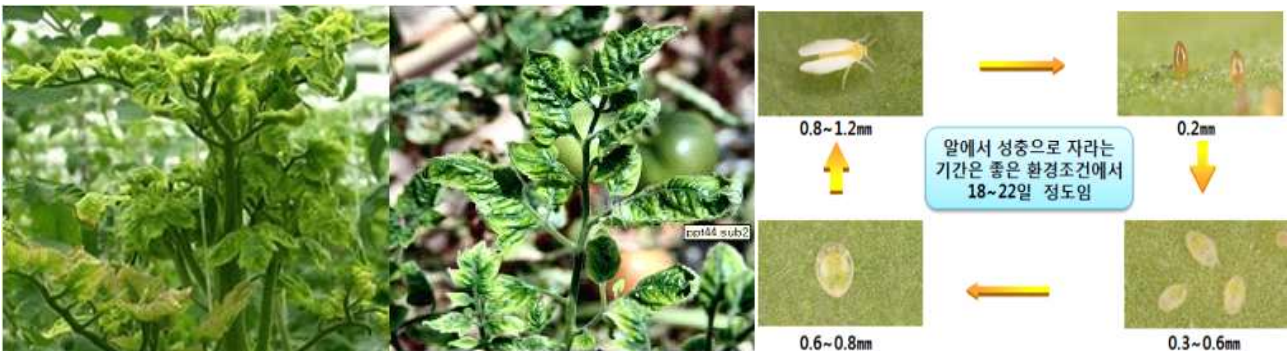 ppt44 sub2
0.8~1.2㎜
0.2㎜
알에서 성충으로 자라는
기간은 좋은 환경조건에서
18~22일 정도임
0.6~0.8㎜
0.3~0.6㎜